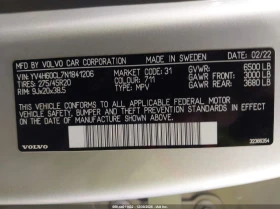 MFD. BY VOLVO CAR CORPORATION
MADE IN SWEDEN
02/22
VIN: YV4H60CL7N1841206
MARKET CODE: 31
GVWR: 6500 LB
TIRES: 275/45R20
COLOUR: 711
GAWR FRONT: 3000 LB
RIMS: 9Jx20x38.5
TYPE: MPV
GAWR REAR: 3680 LB
THIS VEHICLE CONFORMS TO ALL APPLICABLE U.S. FEDERAL MOTOR
VEHICLE SAFETY, BUMPER AND THEFT PREVENTION STANDARDS IN EFFECT
ON THE DATE OF MANUFACTURE SHOWN ABOVE.
VOLVO